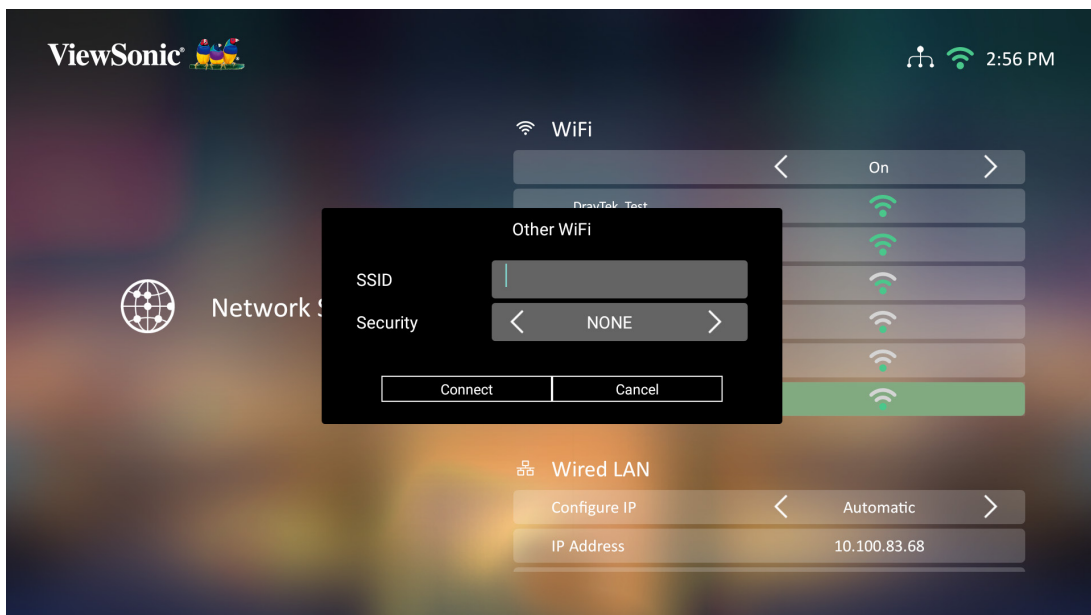 ViewSonic®
2:56 PM
WiFi
On
DrayTek_Test
Other WiFi
SSID
Network
Security
NONE
Connect
Cancel
Wired LAN
Configure IP
Automatic
IP Address
10.100.83.68